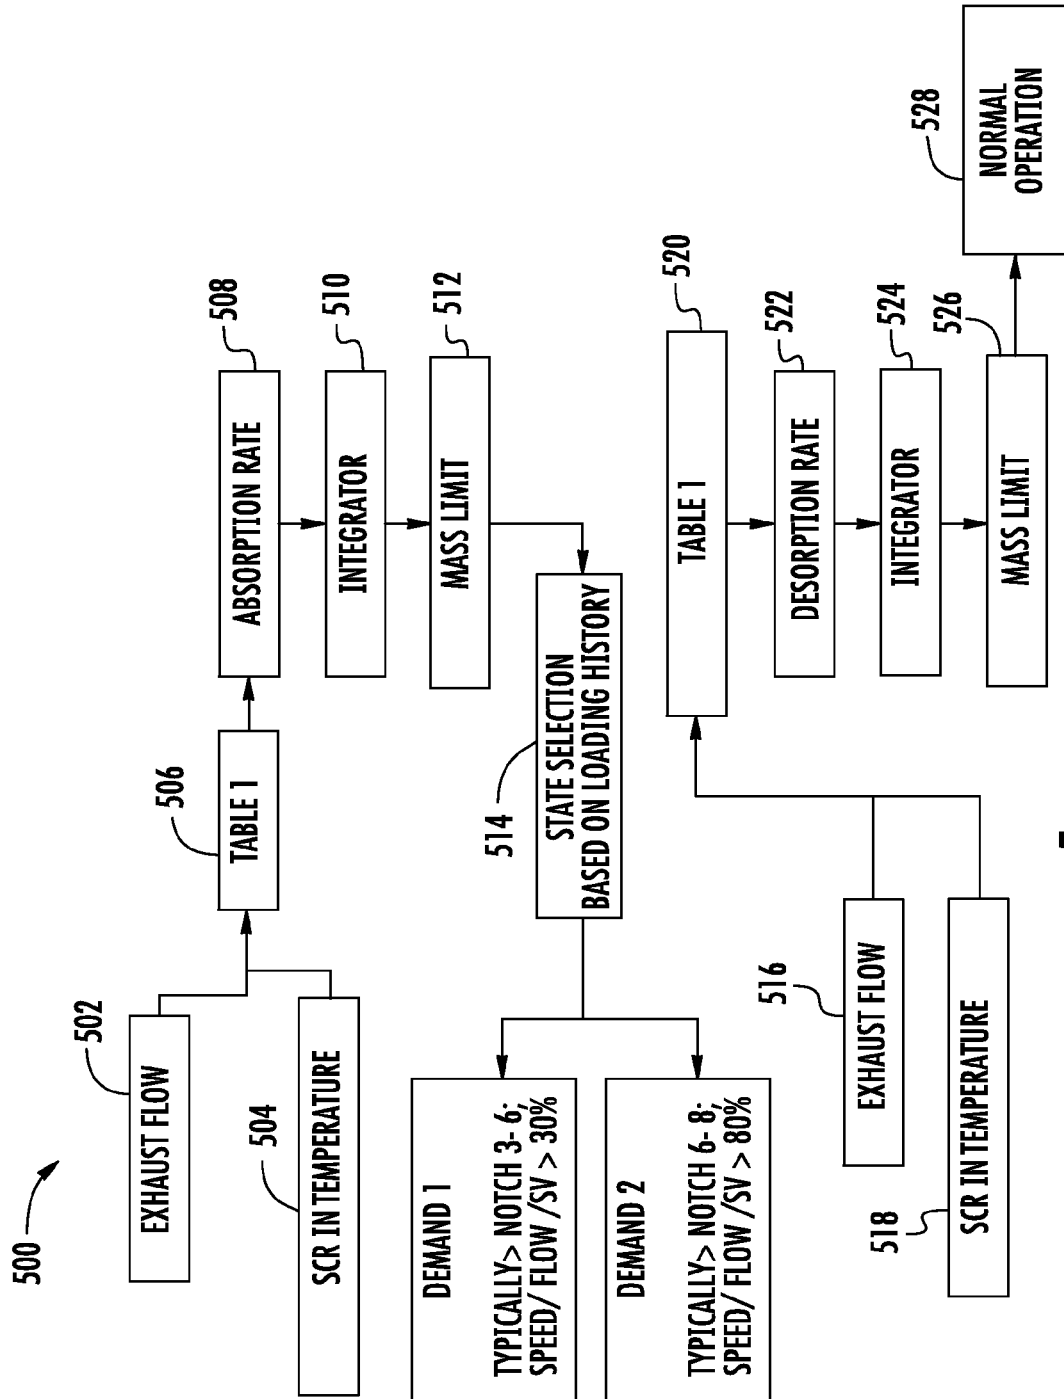 500
502
EXHAUST FLOW
504
SCR IN TEMPERATURE
506
TABLE 1
508
ABSORPTION RATE
510
INTEGRATOR
512
MASS LIMIT
514
STATE SELECTION
BASED ON LOADING HISTORY
DEMAND 1
TYPICALLY> NOTCH 3- 6;
SPEED/ FLOW /SV > 30%
DEMAND 2
TYPICALLY> NOTCH 6- 8;
SPEED/ FLOW /SV > 80%
516
EXHAUST FLOW
518
SCR IN TEMPERATURE
520
TABLE 1
522
DESORPTION RATE
524
INTEGRATOR
526
MASS LIMIT
528
NORMAL
OPERATION